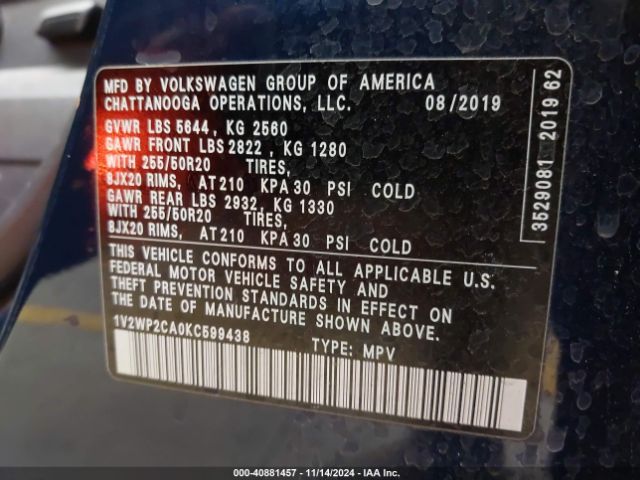 MFD BY VOLKSWAGEN GROUP OF AMERICA
CHATTANOOGA OPERATIONS, LLC. 08/2019
GVWR LBS 5644, KG 2560
GAWR FRONT LBS 2822, KG 1280
WITH 255/50R20 TIRES,
8JX20 RIMS, AT 210 KPA 30 PSI COLD
GAWR REAR LBS 2932, KG 1330
WITH 255/50R20 TIRES,
8JX20 RIMS, AT 210 KPA 30 PSI COLD
THIS VEHICLE CONFORMS TO ALL APPLICABLE U.S.
FEDERAL MOTOR VEHICLE SAFETY AND
THEFT PREVENTION STANDARDS IN EFFECT ON
THE DATE OF MANUFACTURE SHOWN ABOVE.
1V2WP2CA0KC599438 TYPE: MPV
3529081 2019 62
000-40881457 - 11/14/2024 - IAA Inc.